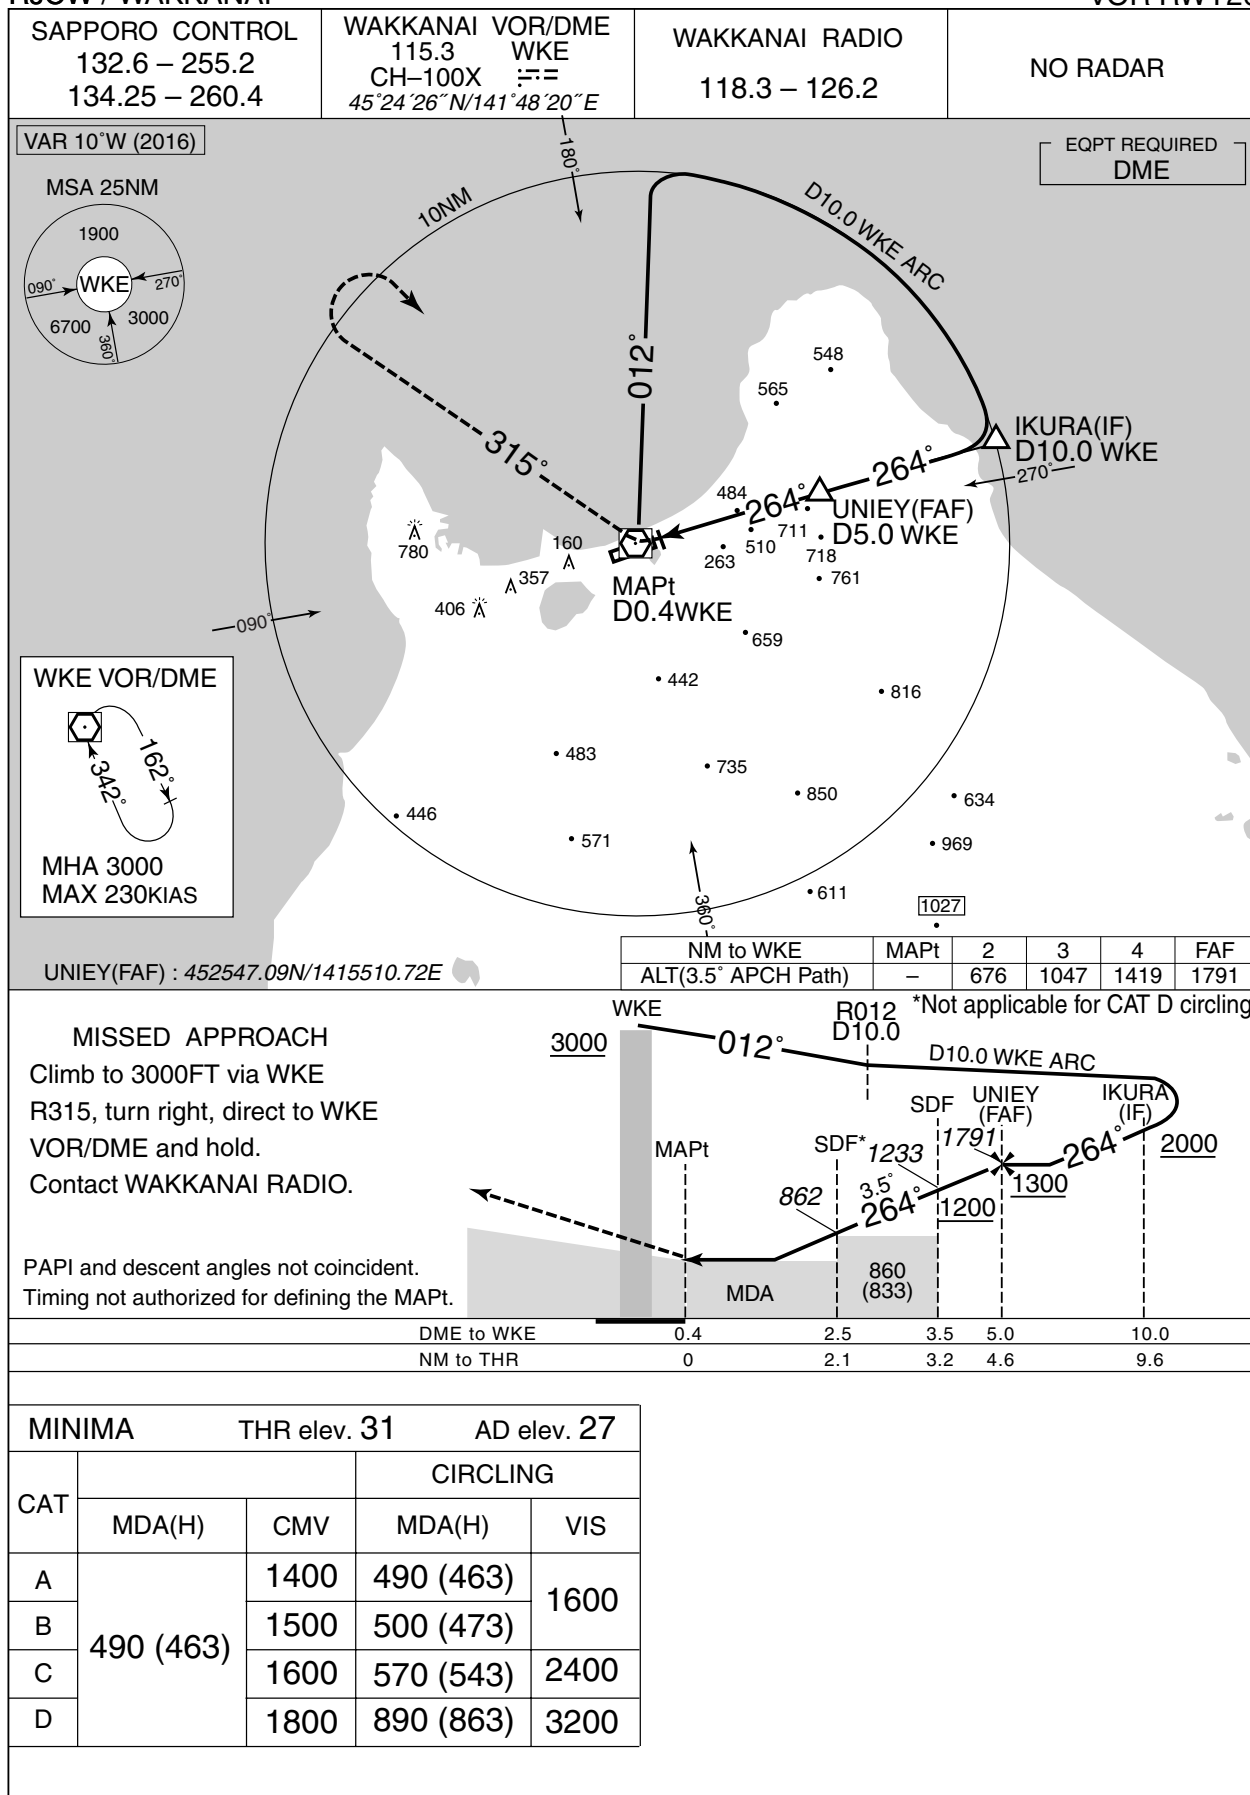 SAPPORO CONTROL
132.6 – 255.2
134.25 – 260.4
WAKKANAI VOR/DME
115.3 WKE
CH–100X
45°24´26˝N/141°48´20˝E
WAKKANAI RADIO
118.3 – 126.2
NO RADAR
VAR 10°W (2016)
EQPT REQUIRED
DME
MSA 25NM
1900
WKE
090°
270°
6700
3000
360°
180°
10NM
D10.0 WKE ARC
012°
315°
548
565
IKURA(IF)
D10.0 WKE
270°
264°
264°
484
UNIEY(FAF)
D5.0 WKE
711
510
718
263
761
780
160
357
406
MAPt
D0.4WKE
090°
659
442
816
483
735
850
634
446
571
969
611
1027
360°
WKE VOR/DME
162°
342°
MHA 3000
MAX 230KIAS
UNIEY(FAF) : 452547.09N/1415510.72E
NM to WKE MAPt 2 3 4 FAF
ALT(3.5° APCH Path) – 676 1047 1419 1791
*Not applicable for CAT D circling
MISSED APPROACH
Climb to 3000FT via WKE
R315, turn right, direct to WKE
VOR/DME and hold.
Contact WAKKANAI RADIO.
PAPI and descent angles not coincident.
Timing not authorized for defining the MAPt.
WKE
3000
012°
R012
D10.0
D10.0 WKE ARC
MAPt
SDF*
SDF
UNIEY
(FAF)
IKURA
(IF)
862
1233
1791
3.5°
264°
264°
2000
1300
1200
MDA
860
(833)
DME to WKE 0.4 2.5 3.5 5.0 10.0
NM to THR 0 2.1 3.2 4.6 9.6
MINIMA THR elev. 31 AD elev. 27
CAT CIRCLING
MDA(H) CMV MDA(H) VIS
A 490 (463) 1400 490 (463) 1600
B 1500 500 (473)
C 1600 570 (543) 2400
D 1800 890 (863) 3200